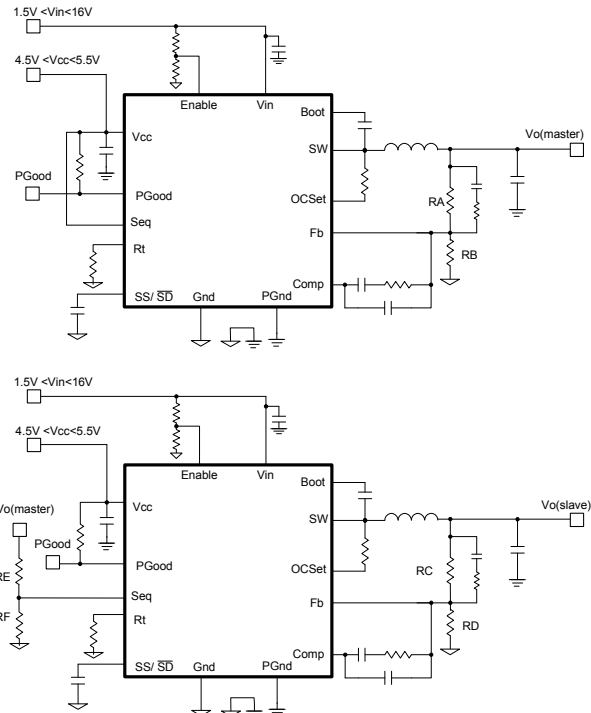 1.5V <Vin<16V
4.5V <Vcc<5.5V
Enable
Vin
Boot
Vcc
Vo(master)
SW
PGood
PGood
OCSet
RA
Seq
Fb
Rt
RB
Comp
SS/ SD
Gnd
PGnd
1.5V <Vin<16V
4.5V <Vcc<5.5V
Enable
Vin
Boot
Vo(master)
Vcc
Vo(slave)
SW
PGood
PGood
OCSet
RC
RE
Seq
Fb
RF
Rt
RD
Comp
SS/ SD
Gnd
PGnd